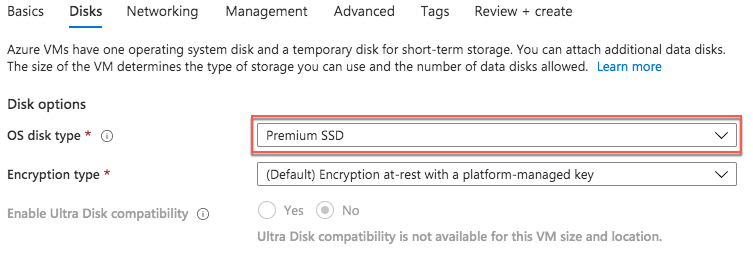 Basics Disks Networking Management Advanced Tags Review + create
Azure VMs have one operating system disk and a temporary disk for short-term storage. You can attach additional data disks.
The size of the VM determines the type of storage you can use and the number of data disks allowed. Learn more
Disk options
OS disk type * Premium SSD
Encryption type * (Default) Encryption at-rest with a platform-managed key
Enable Ultra Disk compatibility Yes No
Ultra Disk compatibility is not available for this VM size and location.